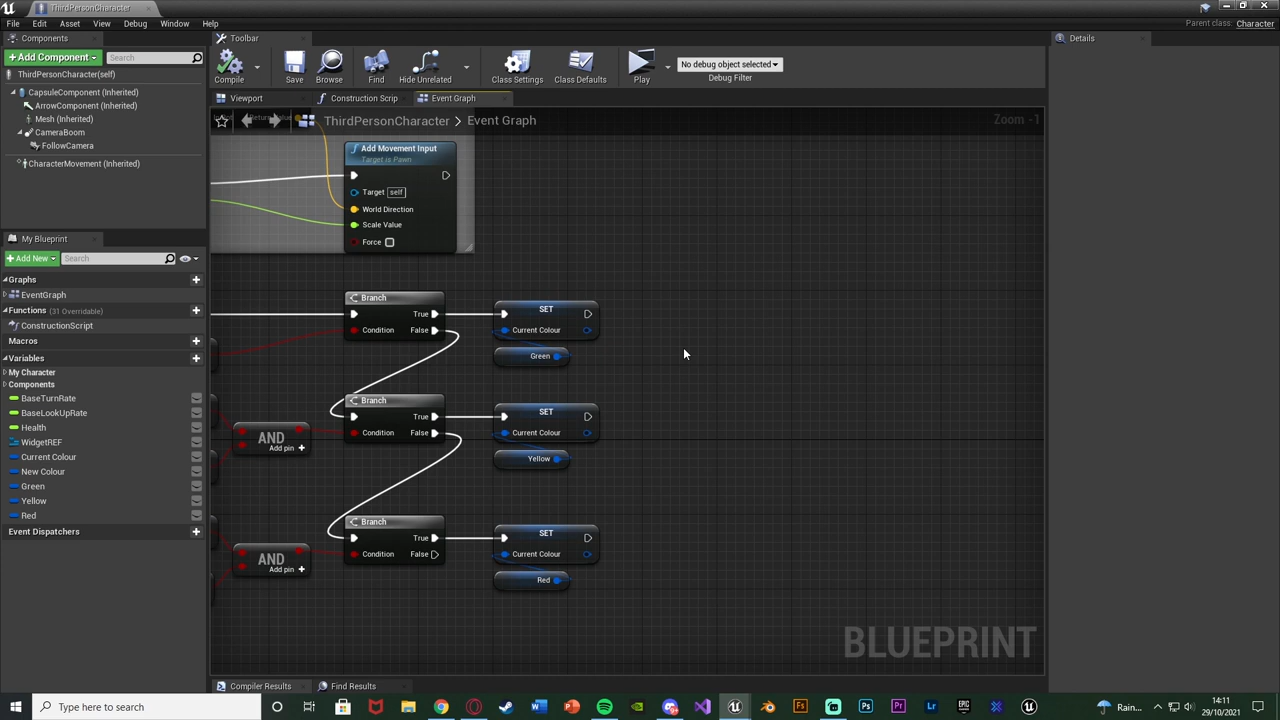 ThirdPersonCharacter
File Edit Asset View Debug Window Help
Parent class: Character
Components
+Add Component
Search
ThirdPersonCharacter(self)
CapsuleComponent (Inherited)
ArrowComponent (Inherited)
Mesh (Inherited)
CameraBoom
FollowCamera
CharacterMovement (Inherited)
My Blueprint
+Add New
Search
Graphs
EventGraph
Functions (31 Overridable)
ConstructionScript
Macros
Variables
My Character
Components
BaseTurnRate
BaseLookUpRate
Health
WidgetREF
Current Colour
New Colour
Green
Yellow
Red
Event Dispatchers
Toolbar
Compile
Save
Browse
Find
Hide Unrelated
Class Settings
Class Defaults
Play
No debug object selected
Debug Filter
Viewport
Construction Scrip
Event Graph
ThirdPersonCharacter > Event Graph
Zoom -1
Add Movement Input
Target is Pawn
Target self
World Direction
Scale Value
Force
Branch
True
Condition False
SET
Current Colour
Green
Branch
True
Condition False
AND
Add pin +
SET
Current Colour
Yellow
Branch
True
Condition False
AND
Add pin +
SET
Current Colour
Red
BLUEPRINT
Compiler Results
Find Results
Details
Type here to search
Rain...
14:11
29/10/2021